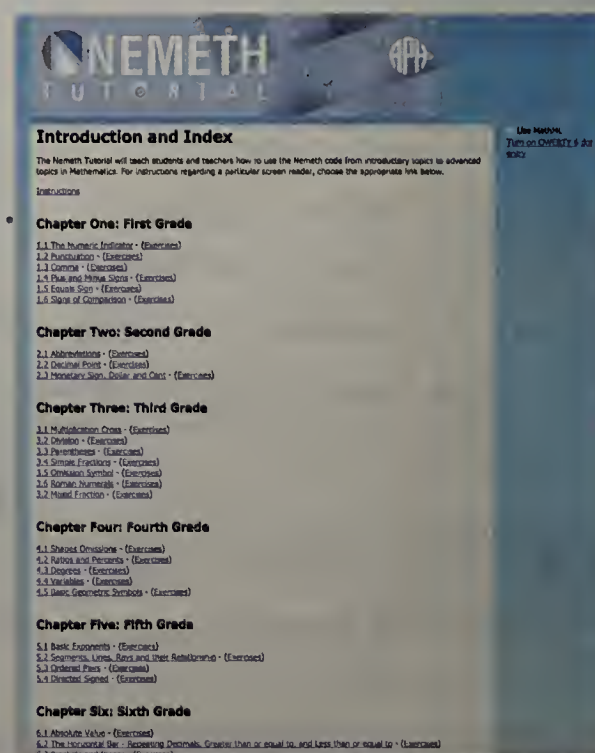 NEMETH
TUTORIAL
APH
Introduction and Index
The Nemeth Tutorial will teach students and teachers how to use the Nemeth code from introductory topics to advanced
topics in Mathematics. For instructions regarding a particular screen reader, choose the appropriate link below.
Instructions
Use MathML
Turn on QWERTY 6 dot
entry
Chapter One: First Grade
1.1 The Numeric Indicator - (Exercises)
1.2 Punctuation - (Exercises)
1.3 Comma - (Exercises)
1.4 Plus and Minus Signs - (Exercises)
1.5 Equals Sign - (Exercises)
1.6 Signs of Comparison - (Exercises)
Chapter Two: Second Grade
2.1 Abbreviations - (Exercises)
2.2 Decimal Point - (Exercises)
2.3 Monetary Sign, Dollar and Cent - (Exercises)
Chapter Three: Third Grade
3.1 Multiplication Cross - (Exercises)
3.2 Division - (Exercises)
3.3 Parentheses - (Exercises)
3.4 Simple Fractions - (Exercises)
3.5 Omission Symbol - (Exercises)
3.6 Roman Numerals - (Exercises)
3.7 Mixed Fraction - (Exercises)
Chapter Four: Fourth Grade
4.1 Shapes Omissions - (Exercises)
4.2 Ratios and Percents - (Exercises)
4.3 Degrees - (Exercises)
4.4 Variables - (Exercises)
4.5 Basic Geometric Symbols - (Exercises)
Chapter Five: Fifth Grade
5.1 Basic Exponents - (Exercises)
5.2 Segments, Lines, Rays and their Relationship - (Exercises)
5.3 Ordered Pairs - (Exercises)
5.4 Directed Signed - (Exercises)
Chapter Six: Sixth Grade
6.1 Absolute Value - (Exercises)
6.2 The Horizontal Bar - Repeating Decimals, Greater than or equal to, and Less than or equal to - (Exercises)